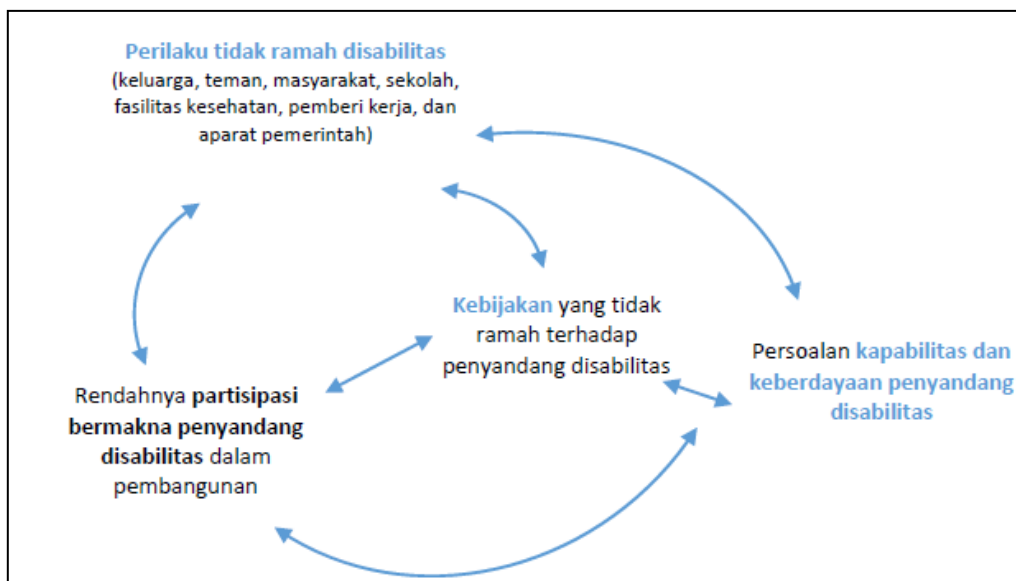 Perilaku tidak ramah disabilitas
(keluarga, teman, masyarakat, sekolah,
fasilitas kesehatan, pemberi kerja, dan
aparat pemerintah)
Kebijakan yang tidak
ramah terhadap
penyandang disabilitas
Persoalan kapabilitas dan
keberdayaan penyandang
disabilitas
Rendahnya partisipasi
bermakna penyandang
disabilitas dalam
pembangunan